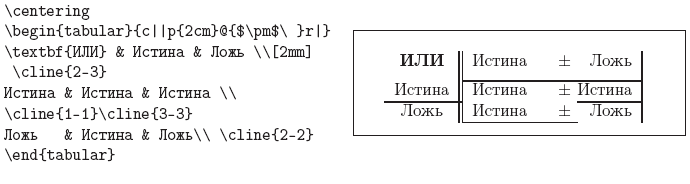 \centering
\begin{tabular}{c||p{2cm}@{$\pm$\ }r|}
\textbf{ИЛИ} & Истина & Ложь \\[2mm]
\cline{2-3}
Истина & Истина & Истина \\
\cline{1-1}\cline{3-3}
Ложь & Истина & Ложь\\ \cline{2-2}
\end{tabular}
ИЛИ Истина ± Ложь
Истина Истина ± Истина
Ложь Истина ± Ложь